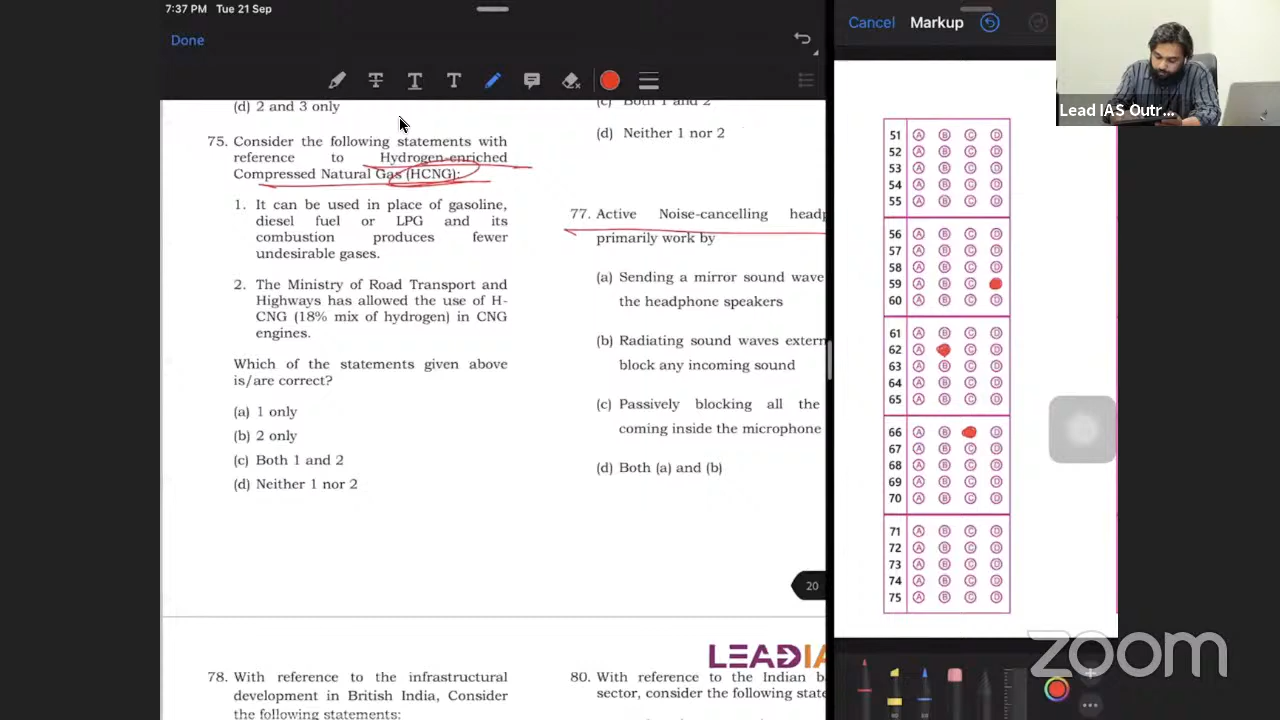 7:37 PM Tue 21 Sep
Done
(d) 2 and 3 only
75. Consider the following statements with
reference to Hydrogen-enriched
Compressed Natural Gas (HCNG):
1. It can be used in place of gasoline,
diesel fuel or LPG and its
combustion produces fewer
undesirable gases.
2. The Ministry of Road Transport and
Highways has allowed the use of H-
CNG (18% mix of hydrogen) in CNG
engines.
Which of the statements given above
is/are correct?
(a) 1 only
(b) 2 only
(c) Both 1 and 2
(d) Neither 1 nor 2
(c) Both 1 and 2
(d) Neither 1 nor 2
77. Active Noise-cancelling headp
primarily work by
(a) Sending a mirror sound wave
the headphone speakers
(b) Radiating sound waves extern
block any incoming sound
(c) Passively blocking all the
coming inside the microphone
(d) Both (a) and (b)
20
78. With reference to the infrastructural
development in British India, Consider
the following statements:
LEADIA
80. With reference to the Indian ba
sector, consider the following state
Cancel Markup
Lead IAS Outr...
51 A B C D
52 A B C D
53 A B C D
54 A B C D
55 A B C D
56 A B C D
57 A B C D
58 A B C D
59 A B C
60 A B C D
61 A B C D
62 A C D
63 A B C D
64 A B C D
65 A B C D
66 A B D
67 A B C D
68 A B C D
69 A B C D
70 A B C D
71 A B C D
72 A B C D
73 A B C D
74 A B C D
75 A B C D
zoom